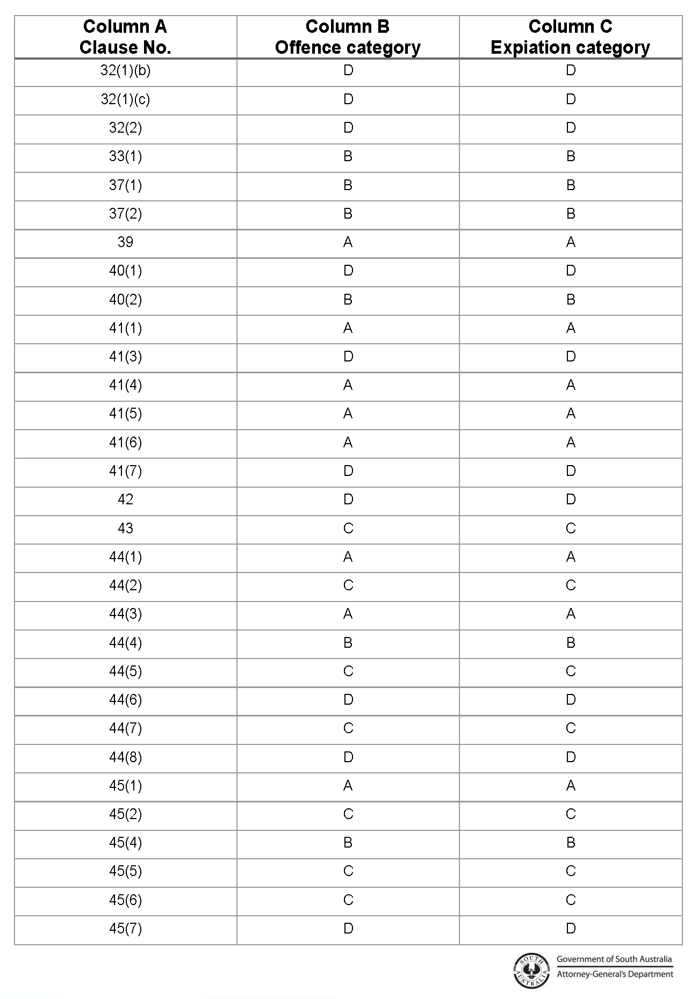 Column A Column B Column C
Clause No. Offence category Expiation category
32(1)(b) D D
32(1)(c) D D
32(2) D D
33(1) B B
37(1) B B
37(2) B B
39 A A
40(1) D D
40(2) B B
41(1) A A
41(3) D D
41(4) A A
41(5) A A
41(6) A A
41(7) D D
42 D D
43 C C
44(1) A A
44(2) C C
44(3) A A
44(4) B B
44(5) C C
44(6) D D
44(7) C C
44(8) D D
45(1) A A
45(2) C C
45(4) B B
45(5) C C
45(6) C C
45(7) D D
SOUTH AUSTRALIA
Government of South Australia
Attorney-General's Department